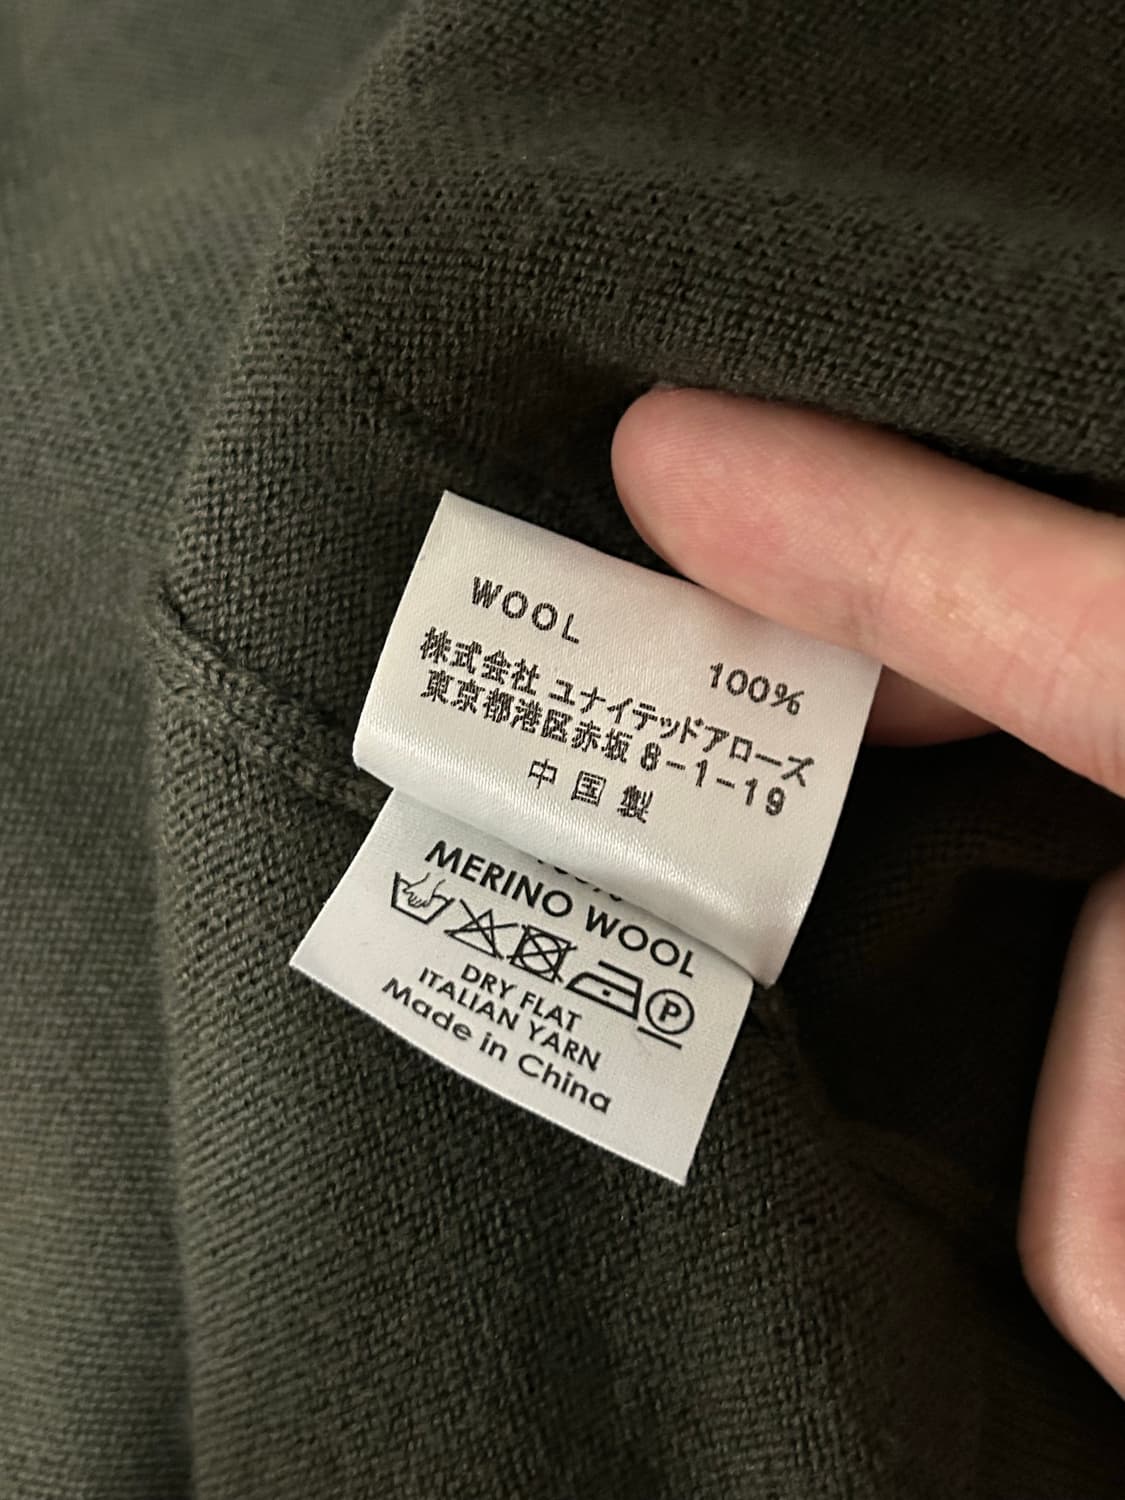 WOOL
100%
株式会社 ユナイテッドアローズ
東京都港区赤坂 8-1-19
中国製
MERINO WOOL
P
DRY FLAT
ITALIAN YARN
Made in China